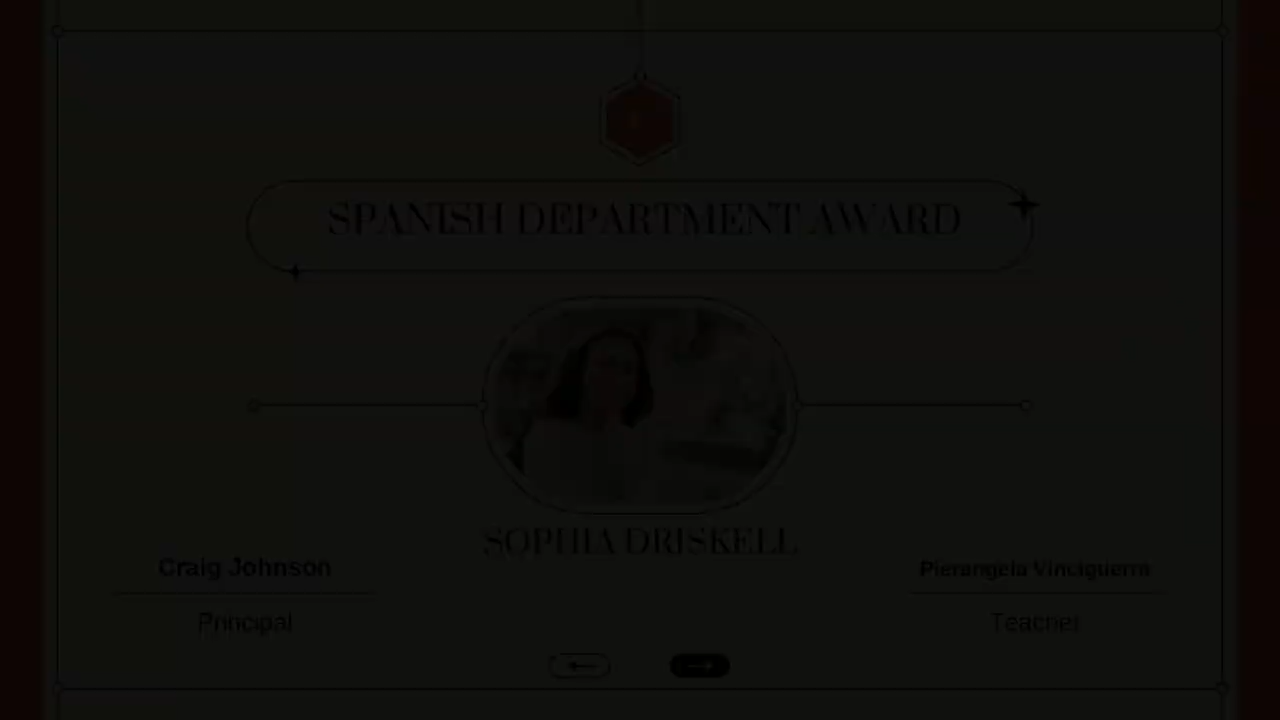 SPANISH DEPARTMENT AWARD
SOPHIA DRISKELL
Craig Johnson
Principal
Pierangela Vinciguerra
Teacher